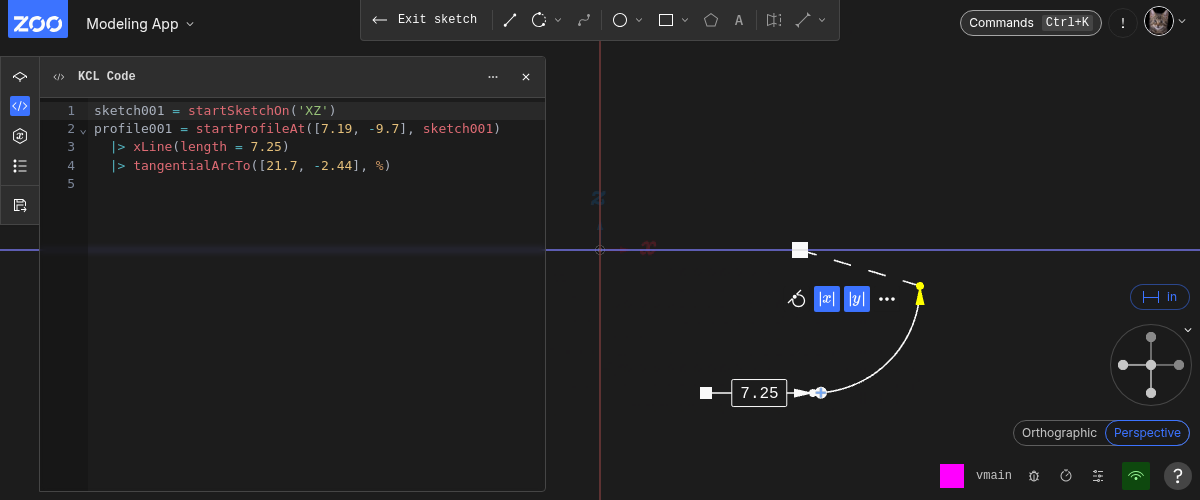 ZOO
Modeling App
Exit sketch
A
Commands Ctrl+K
!
</> KCL Code
···
×
</>
x
1 sketch001 = startSketchOn('XZ')
2 profile001 = startProfileAt([7.19, -9.7], sketch001)
3 |> xLine(length = 7.25)
4 |> tangentialArcTo([21.7, -2.44], %)
5
z
x
|x| |y| •••
in
7.25
Orthographic Perspective
vmain
?